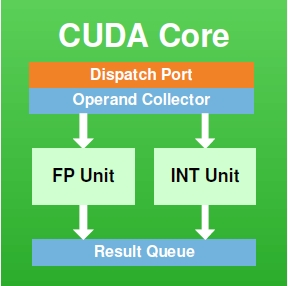 CUDA Core
Dispatch Port
Operand Collector
FP Unit
INT Unit
Result Queue